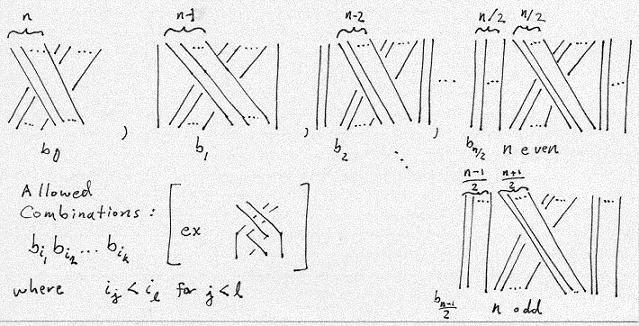 n n-1 n-2 n/2 n/2
... ... ... ... ... ... ... ... ...
b_0 , b_1 , b_2 , b_{n/2} n even
⋱ \frac{n-1}{2} \frac{n+1}{2}
Allowed
Combinations :
b_{i_1} b_{i_2} ... b_{i_k} [ ex ]
where i_j < i_l for j < l
b_{\frac{n-1}{2}} n odd